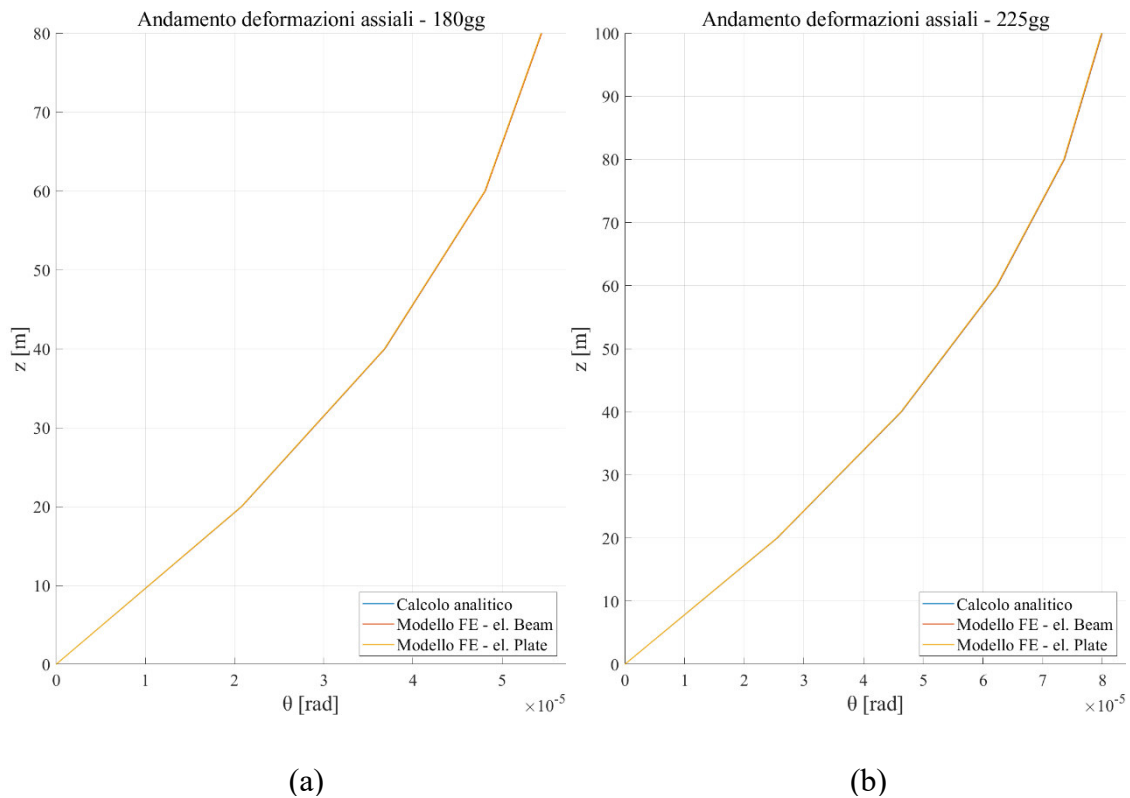 Andamento deformazioni assiali - 180gg
80
70
60
50
40
30
20
10
0
z [m]
0 1 2 3 4 5
θ [rad]
×10⁻⁵
Calcolo analitico
Modello FE - el. Beam
Modello FE - el. Plate
(a)
Andamento deformazioni assiali - 225gg
100
90
80
70
60
50
40
30
20
10
0
z [m]
0 1 2 3 4 5 6 7 8
θ [rad]
×10⁻⁵
Calcolo analitico
Modello FE - el. Beam
Modello FE - el. Plate
(b)